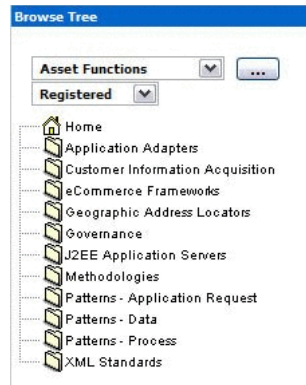 Browse Tree
Asset Functions
...
Registered
Home
Application Adapters
Customer Information Acquisition
eCommerce Frameworks
Geographic Address Locators
Governance
J2EE Application Servers
Methodologies
Patterns - Application Request
Patterns - Data
Patterns - Process
XML Standards